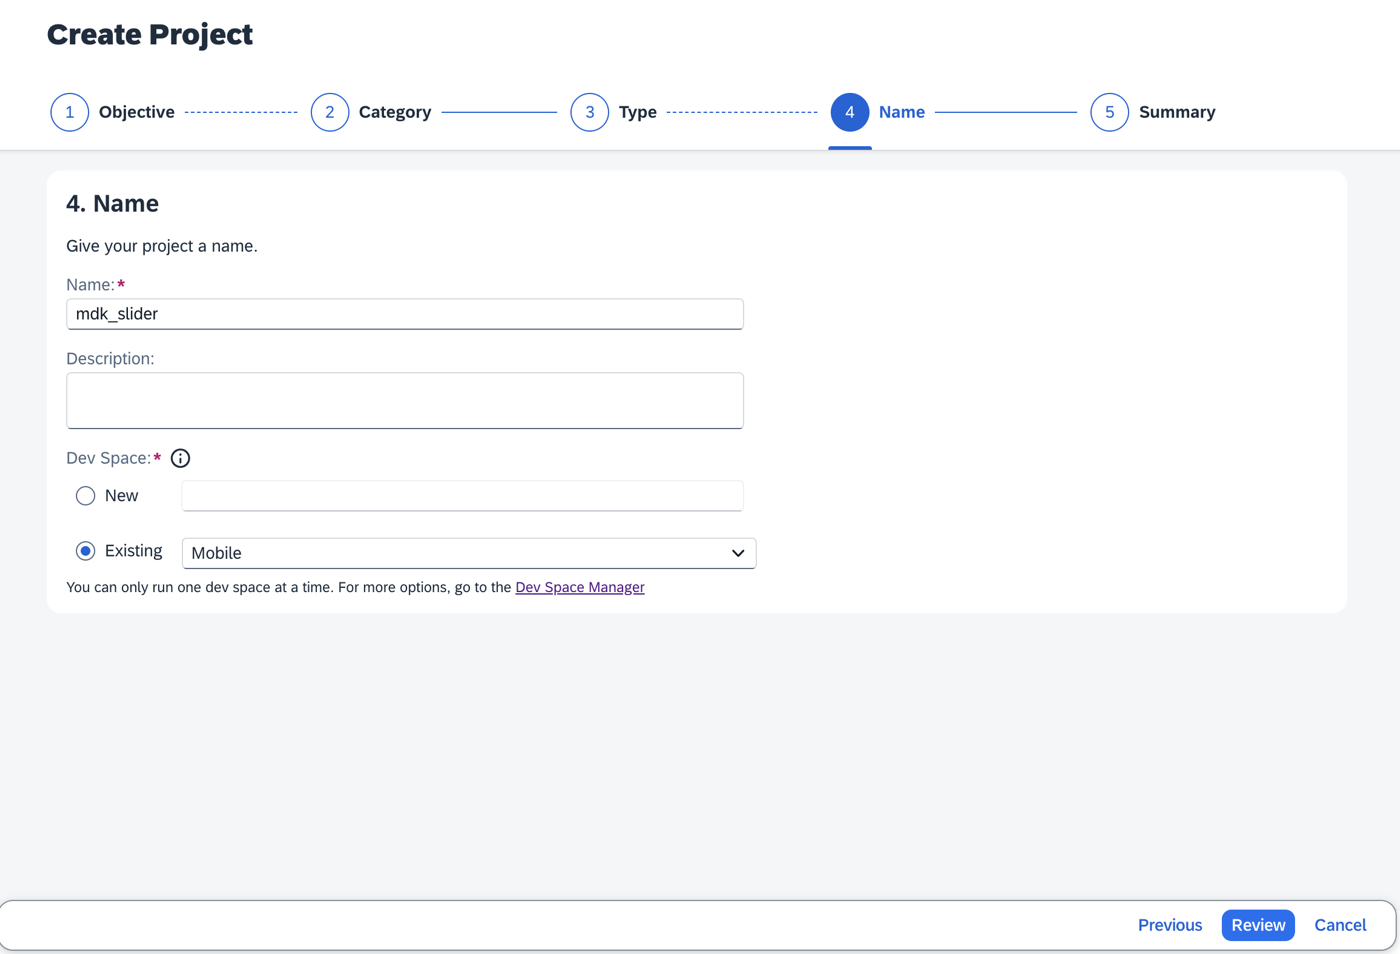 Create Project
1 Objective 2 Category 3 Type 4 Name 5 Summary
4. Name
Give your project a name.
Name:*
mdk_slider
Description:
Dev Space:* i
New
Existing Mobile
You can only run one dev space at a time. For more options, go to the Dev Space Manager
Previous Review Cancel